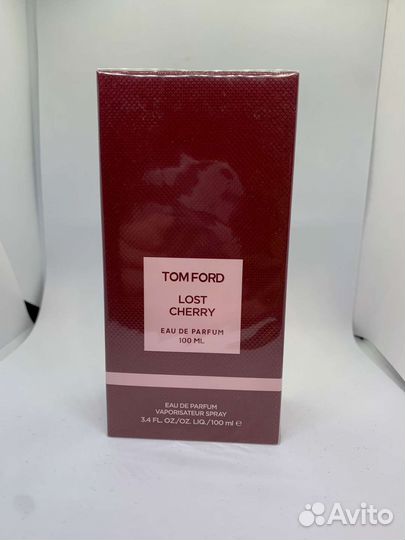 TOM FORD
LOST
CHERRY
EAU DE PARFUM
100 ML
EAU DE PARFUM
VAPORISATEUR SPRAY
3.4 FL. OZ./OZ. LIQ./100 ml ℮
Avito